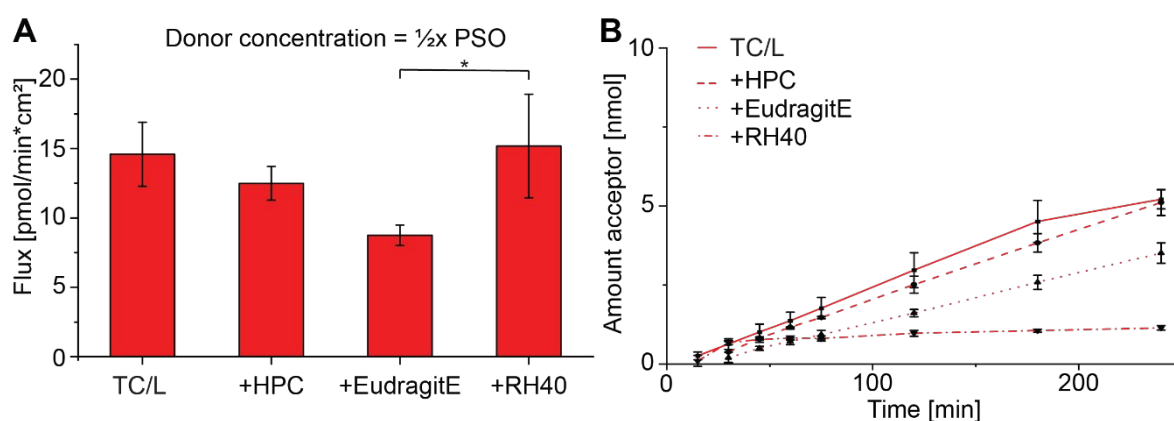 A
Donor concentration = ½x PSO
*
20
15
10
5
0
Flux [pmol/min*cm²]
TC/L +HPC +EudragitE +RH40
B
TC/L
+HPC
+EudragitE
+RH40
10
5
0
Amount acceptor [nmol]
0 100 200
Time [min]